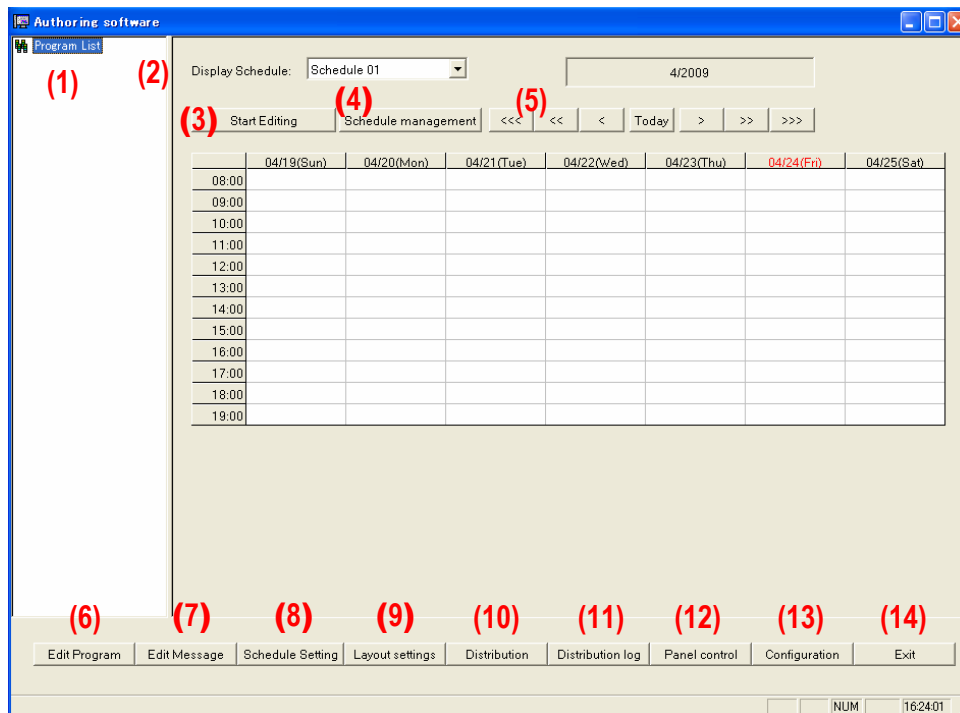 Authoring software
Program List
(1)
(2)
Display Schedule: Schedule 01
4/2009
(3)
(4)
(5)
Start Editing Schedule management <<< << < Today > >> >>>
04/19(Sun) 04/20(Mon) 04/21(Tue) 04/22(Wed) 04/23(Thu) 04/24(Fri) 04/25(Sat)
08:00
09:00
10:00
11:00
12:00
13:00
14:00
15:00
16:00
17:00
18:00
19:00
(6) (7) (8) (9) (10) (11) (12) (13) (14)
Edit Program Edit Message Schedule Setting Layout settings Distribution Distribution log Panel control Configuration Exit
NUM 16:24:01